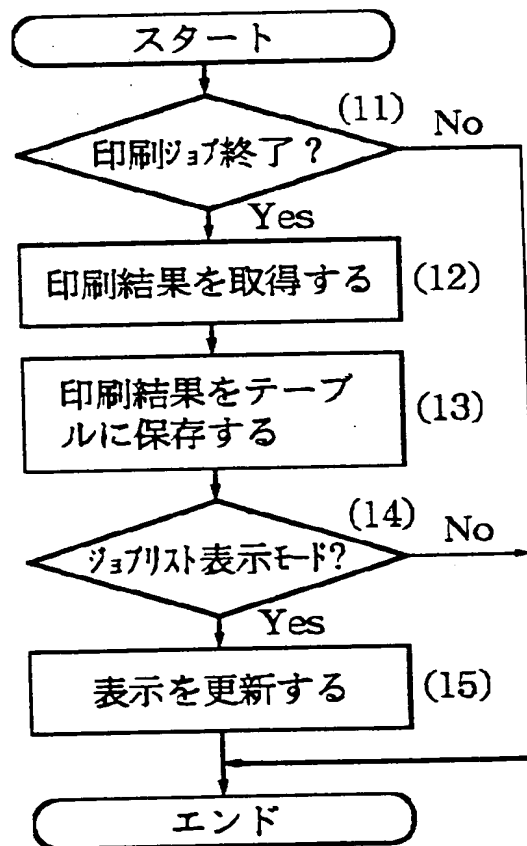 スタート
(11)
No
印刷ジョブ終了？
Yes
印刷結果を取得する
(12)
印刷結果をテーブ
ルに保存する
(13)
(14)
No
ジョブリスト表示モード?
Yes
表示を更新する
(15)
エンド